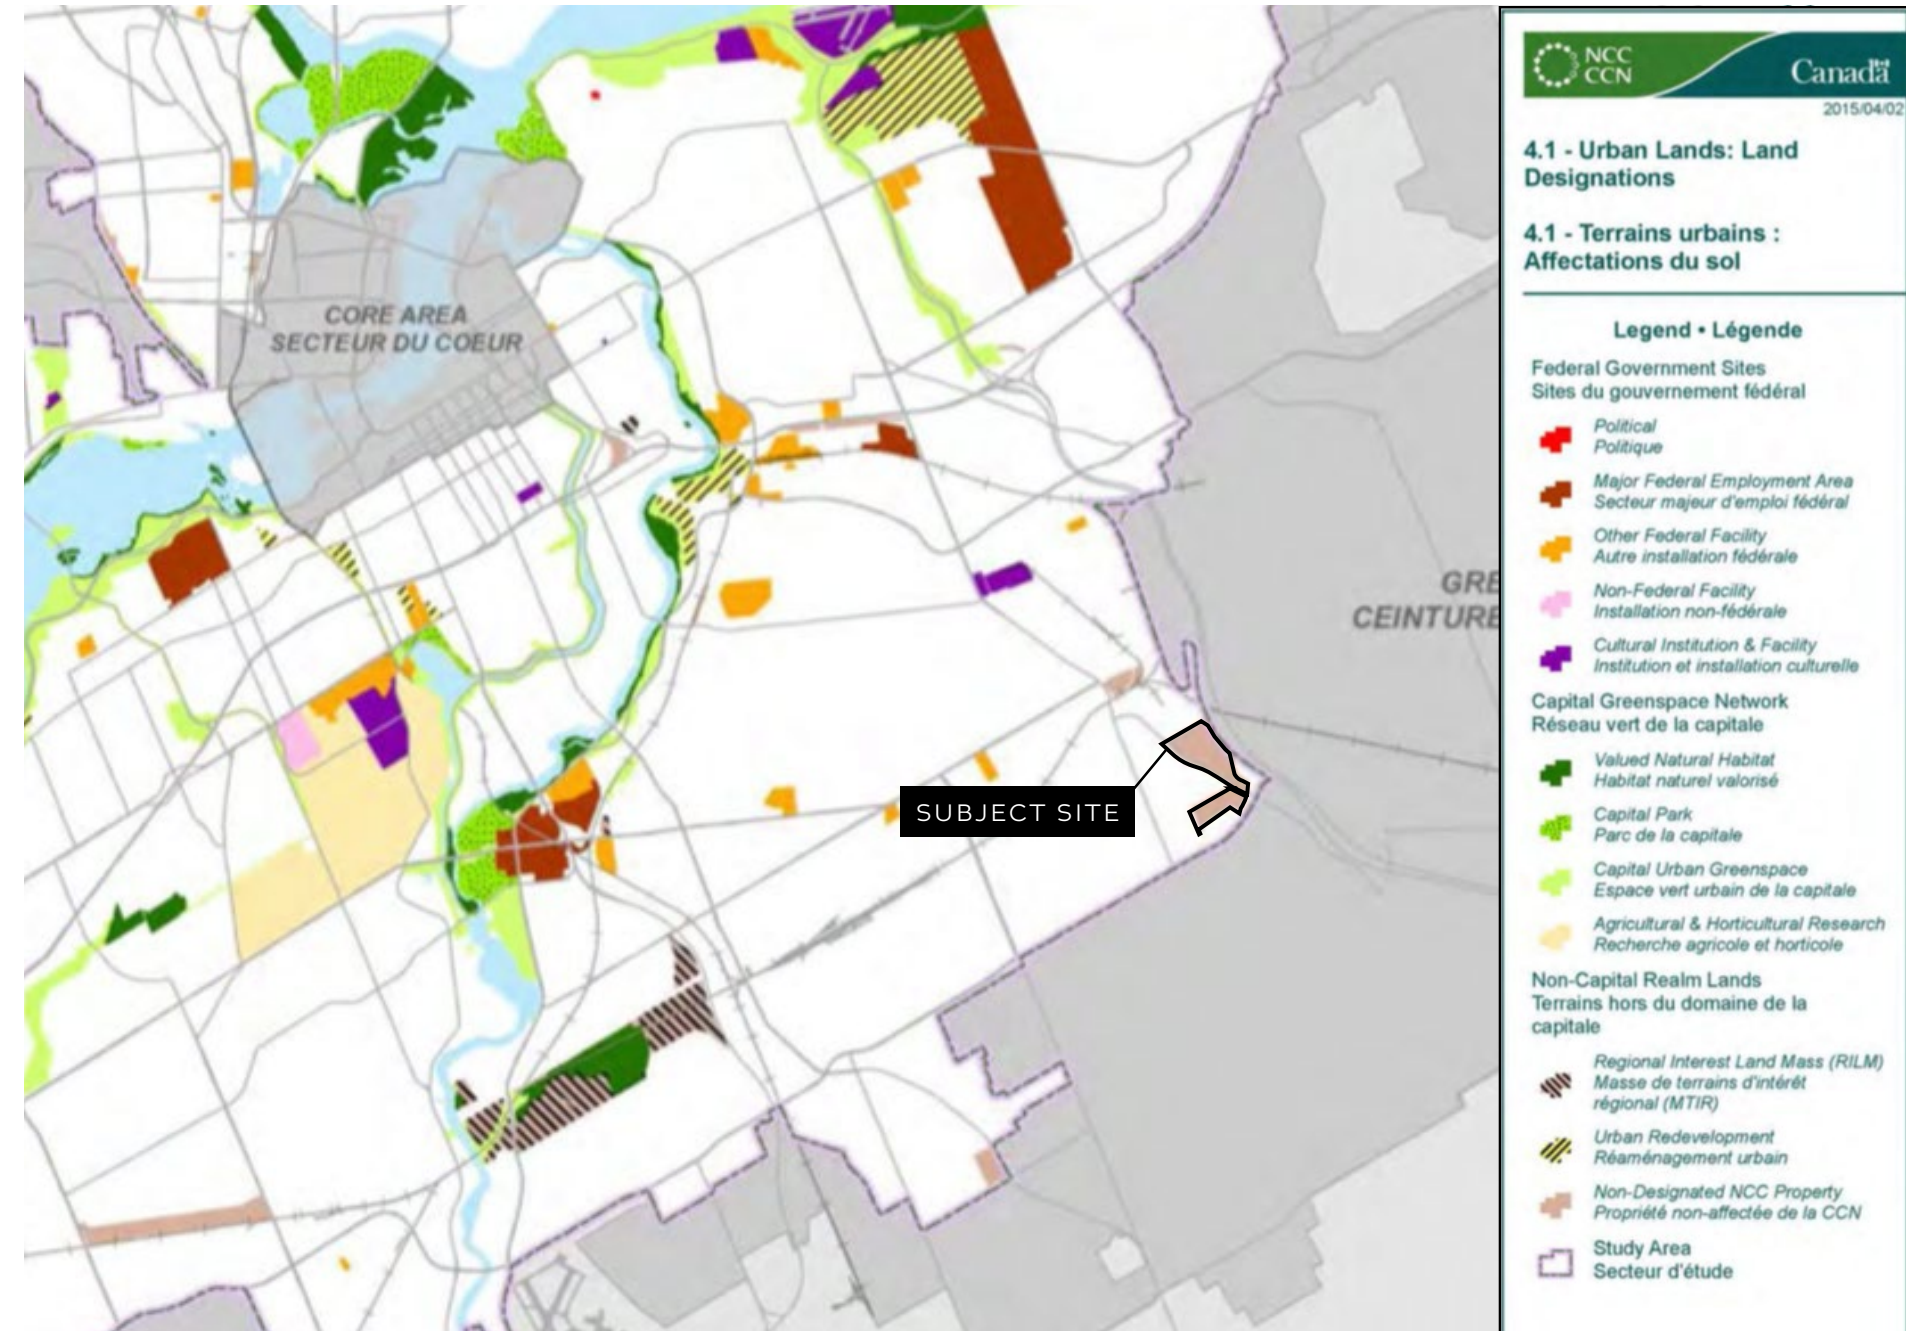 CORE AREA
SECTEUR DU COEUR
GRE
CEINTURE
SUBJECT SITE
NCC
CCN
Canada
2015/04/02
4.1 - Urban Lands: Land
Designations
4.1 - Terrains urbains :
Affectations du sol
Legend • Légende
Federal Government Sites
Sites du gouvernement fédéral
Political
Politique
Major Federal Employment Area
Secteur majeur d'emploi fédéral
Other Federal Facility
Autre installation fédérale
Non-Federal Facility
Installation non-fédérale
Cultural Institution & Facility
Institution et installation culturelle
Capital Greenspace Network
Réseau vert de la capitale
Valued Natural Habitat
Habitat naturel valorisé
Capital Park
Parc de la capitale
Capital Urban Greenspace
Espace vert urbain de la capitale
Agricultural & Horticultural Research
Recherche agricole et horticole
Non-Capital Realm Lands
Terrains hors du domaine de la
capitale
Regional Interest Land Mass (RILM)
Masse de terrains d'intérêt
régional (MTIR)
Urban Redevelopment
Réaménagement urbain
Non-Designated NCC Property
Propriété non-affectée de la CCN
Study Area
Secteur d'étude